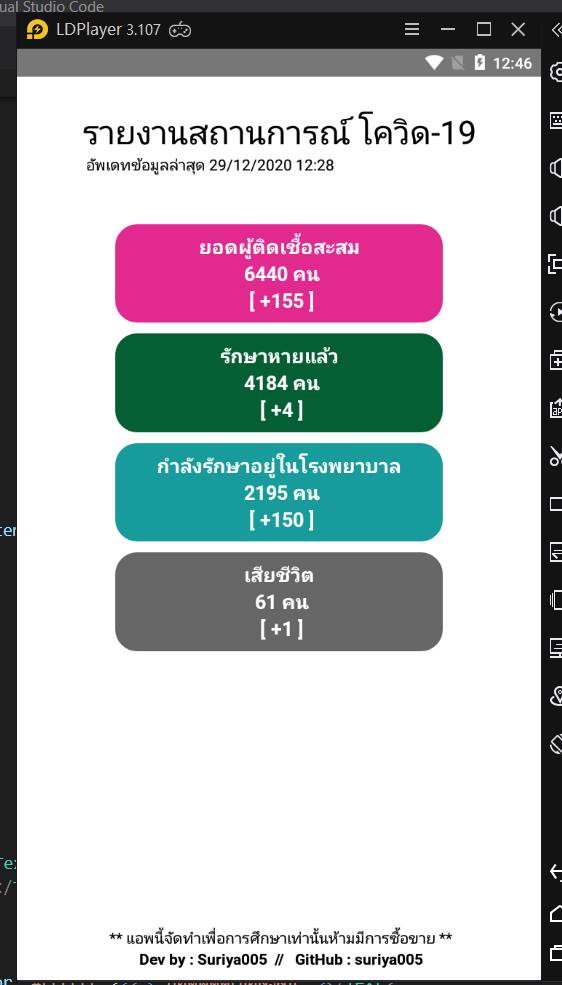 ual Studio Code
LDPlayer 3.107
12:46
รายงานสถานการณ์ โควิด-19
อัพเดทข้อมูลล่าสุด 29/12/2020 12:28
ยอดผู้ติดเชื้อสะสม
6440 คน
[ +155 ]
รักษาหายแล้ว
4184 คน
[ +4 ]
กำลังรักษาอยู่ในโรงพยาบาล
2195 คน
[ +150 ]
เสียชีวิต
61 คน
[ +1 ]
** แอพนี้จัดทำเพื่อการศึกษาเท่านั้นห้ามมีการซื้อขาย **
Dev by : Suriya005 // GitHub : suriya005